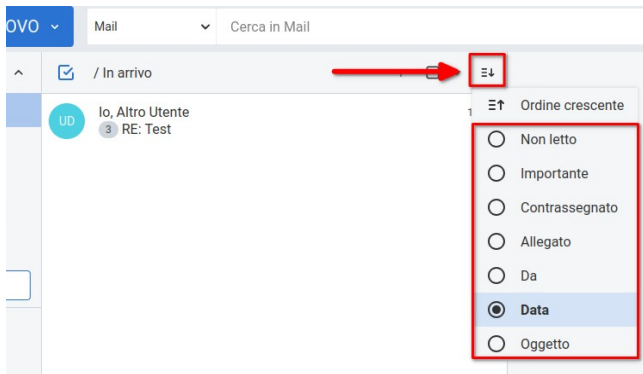 OVO
Mail
Cerca in Mail
/ In arrivo
Ordine crescente
UD
Io, Altro Utente
3 RE: Test
Non letto
Importante
Contrassegnato
Allegato
Da
Data
Oggetto